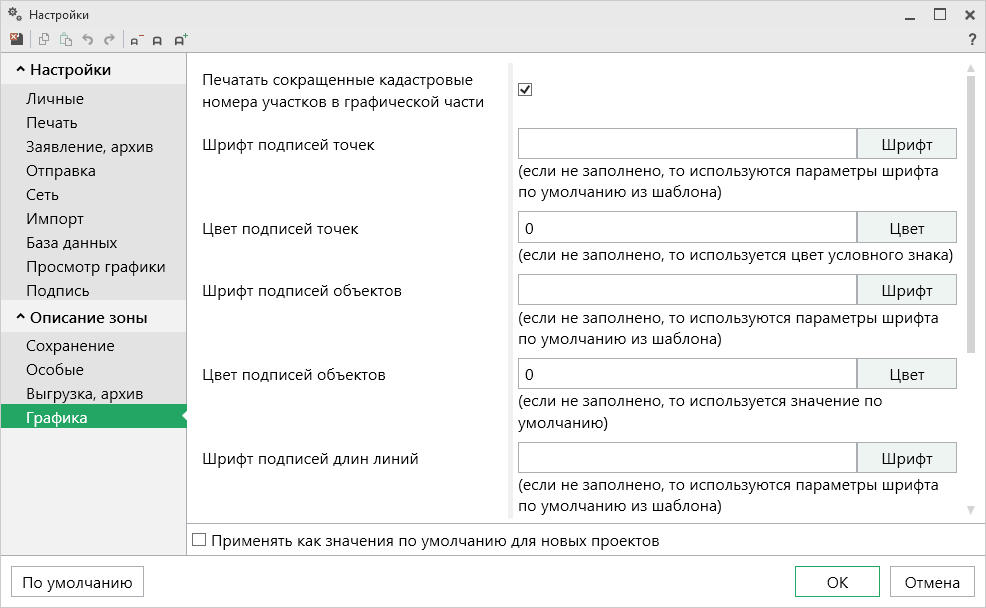 Настройки
?
Настройки
Личные
Печать
Заявление, архив
Отправка
Сеть
Импорт
База данных
Просмотр графики
Подпись
Описание зоны
Сохранение
Особые
Выгрузка, архив
Графика
Печатать сокращенные кадастровые
номера участков в графической части
Шрифт подписей точек
Шрифт
(если не заполнено, то используются параметры шрифта
по умолчанию из шаблона)
Цвет подписей точек
0
Цвет
(если не заполнено, то используется цвет условного знака)
Шрифт подписей объектов
Шрифт
(если не заполнено, то используются параметры шрифта
по умолчанию из шаблона)
Цвет подписей объектов
0
Цвет
(если не заполнено, то используется значение по
умолчанию)
Шрифт подписей длин линий
Шрифт
(если не заполнено, то используются параметры шрифта
по умолчанию из шаблона)
Применять как значения по умолчанию для новых проектов
По умолчанию
ОК
Отмена